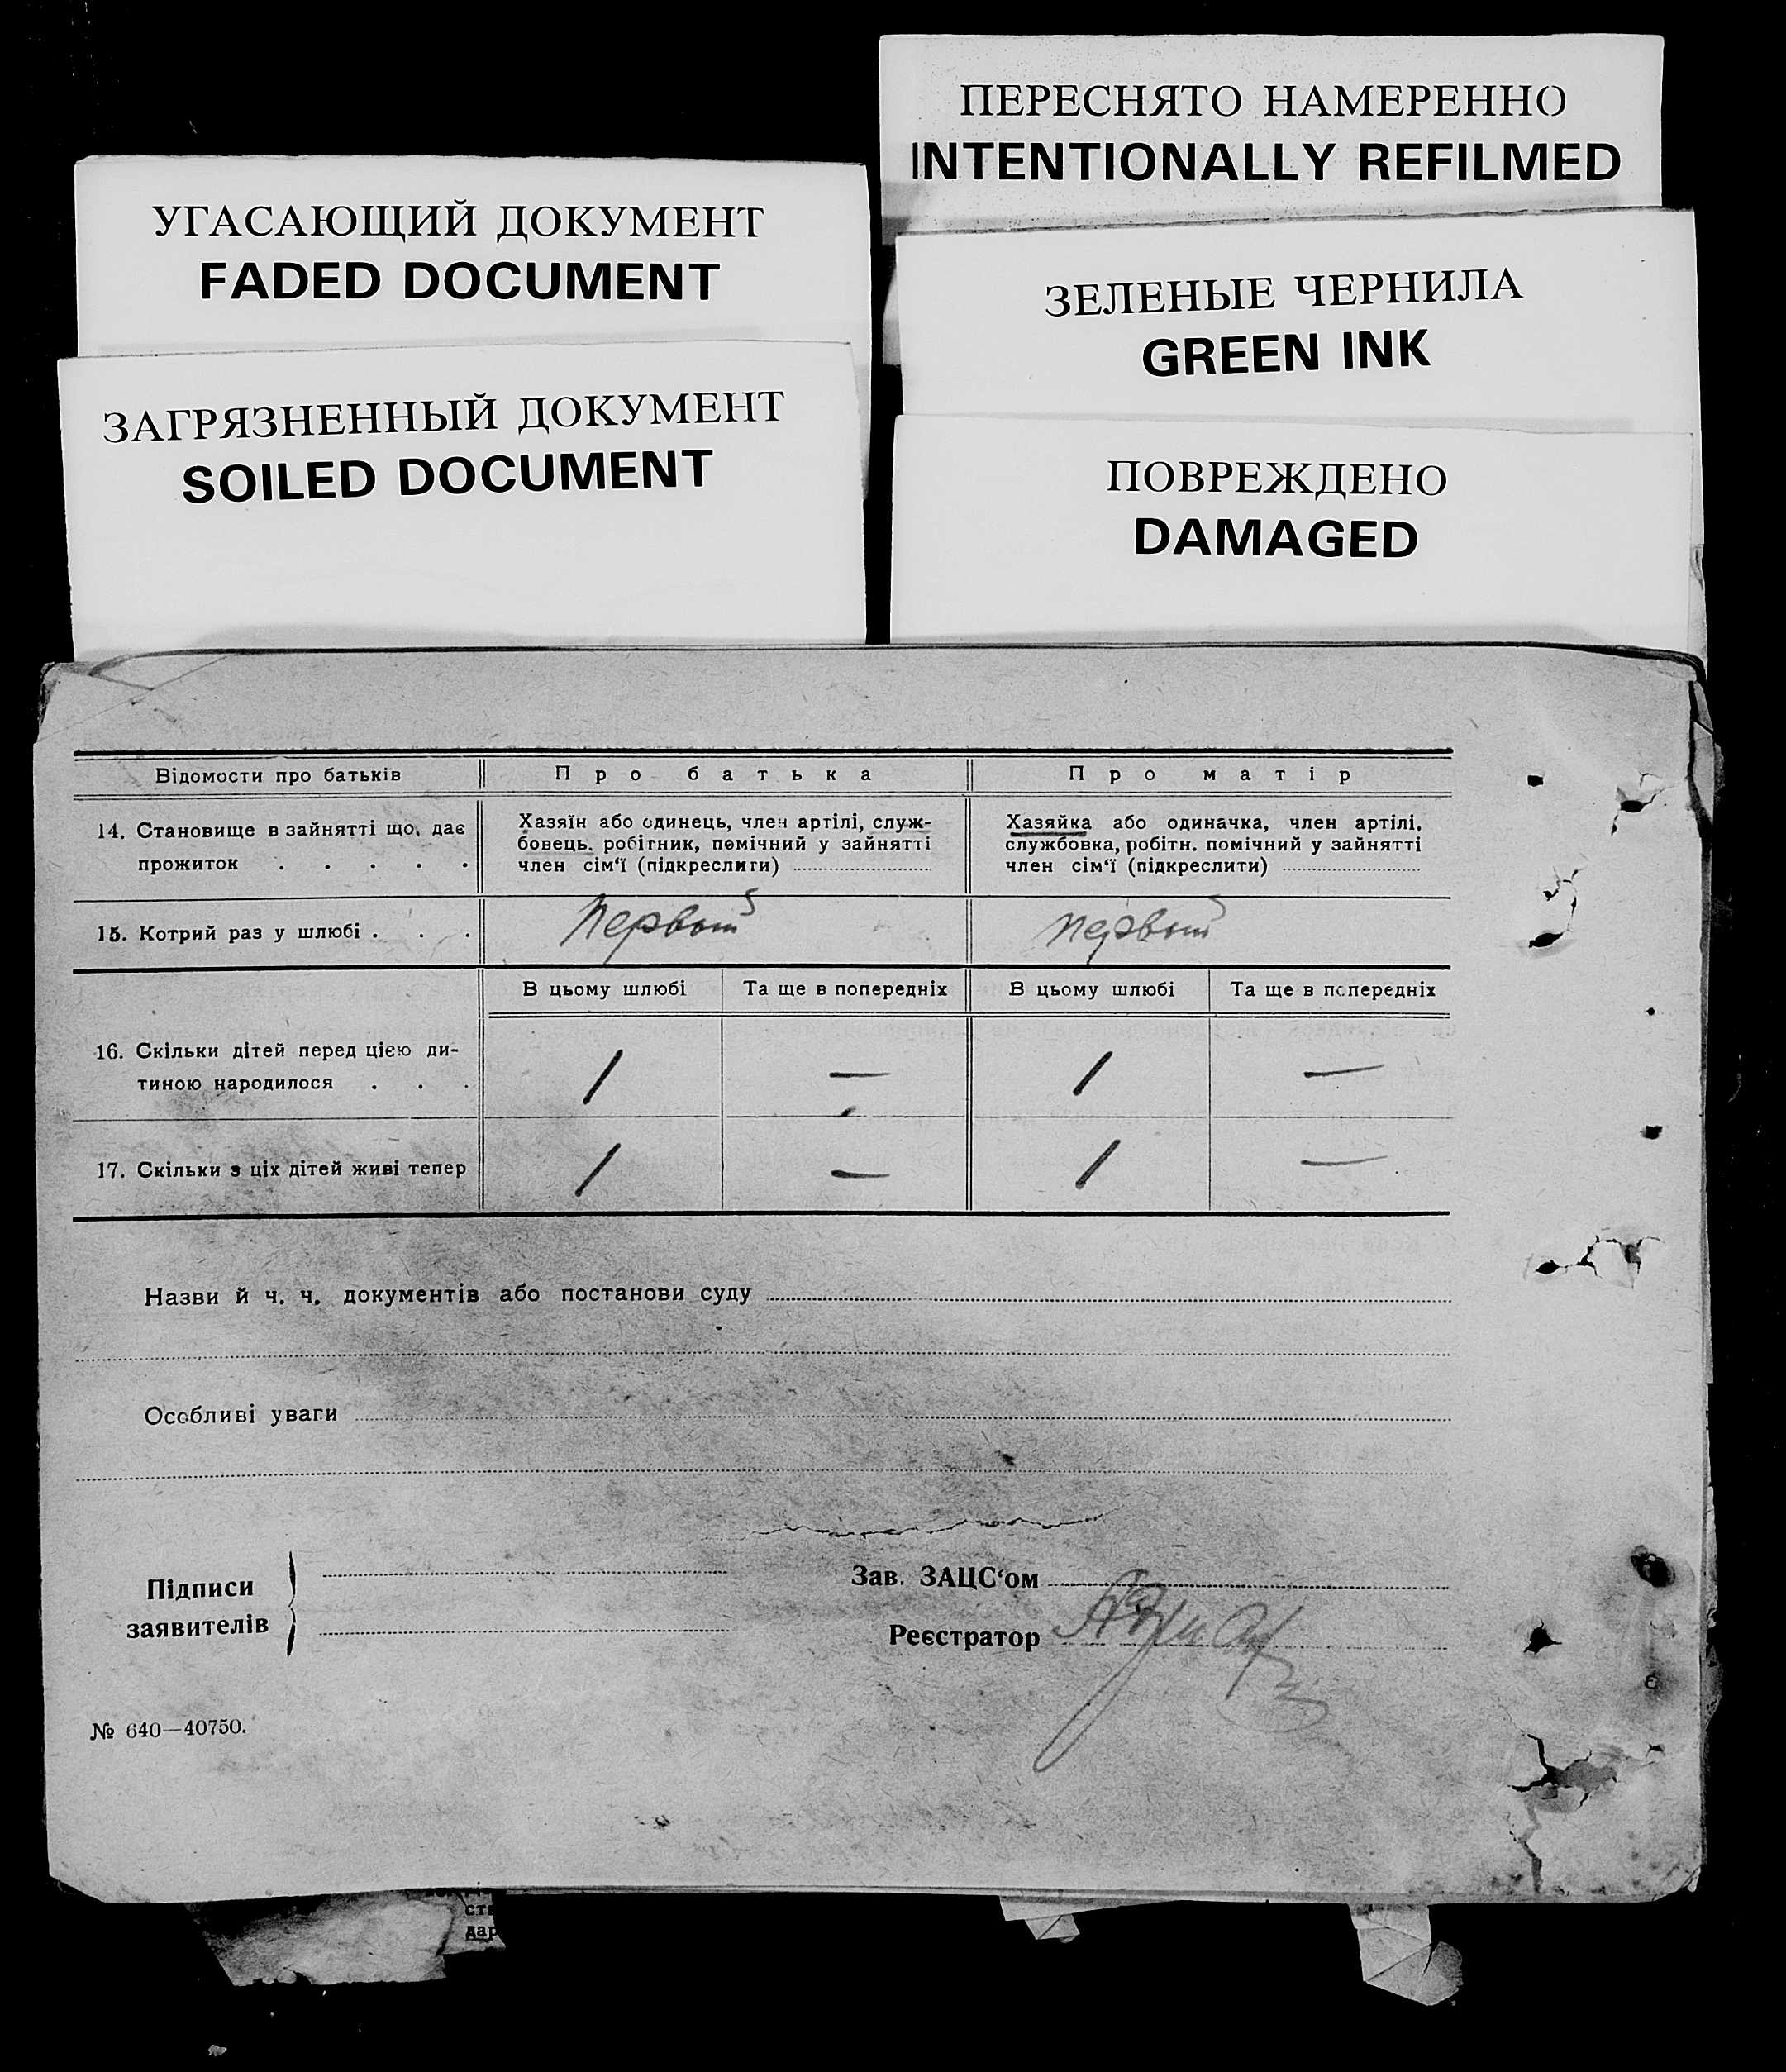 ПЕРЕСНЯТО НАМЕРЕННО
INTENTIONALLY REFILMED
УГАСАЮЩИЙ ДОКУМЕНТ
FADED DOCUMENT
ЗЕЛЕНЫЕ ЧЕРНИЛА
GREEN INK
ЗАГРЯЗНЕННЫЙ ДОКУМЕНТ
SOILED DOCUMENT
ПОВРЕЖДЕНО
DAMAGED
Відомости про батьків
Про батька
Про матір
14. Становище в зайнятті що, дає
прожиток . . . . .
Хазяїн або одинець, член артілі, служ-
бовець, робітник, помічний у зайнятті
член сім'ї (підкреслити)
Хазяйка або одиначка, член артілі,
службовка, робітн. помічний у зайнятті
член сім'ї (підкреслити)
15. Котрий раз у шлюбі . . .
первый
первый
В цьому шлюбі
Та ще в попередніх
В цьому шлюбі
Та ще в попередніх
16. Скільки дітей перед цією ди-
тиною народилося . . .
1
—
1
—
17. Скільки з ціх дітей живі тепер
1
—
1
—
Назви й ч. ч. документів або постанови суду
Особливі уваги
Підписи
заявителів
Зав. ЗАЦС'ом
Реєстратор
№ 640—40750.
ств
дар